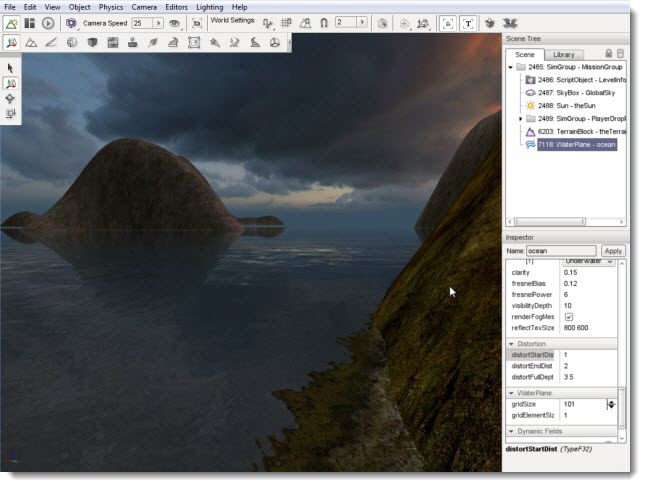 File Edit View Object Physics Camera Editors Lighting Help
Camera Speed 25 World Settings 2
Scene Tree
Scene Library
2485: SimGroup - MissionGroup
2486: ScriptObject - LevelInfo
2487: SkyBox - GlobalSky
2488: Sun - theSun
2489: SimGroup - PlayerDrop
6203: TerrainBlock - theTerrai
7118: WaterPlane - ocean
Inspector
Name ocean Apply
[1] UnderWater
clarity 0.15
fresnelBias 0.12
fresnelPower 6
visibilityDepth 10
renderFogMes
reflectTexSize 800 600
Distortion
distortStartDis 1
distortEndDist 2
distortFullDept 3.5
WaterPlane
gridSize 101
gridElementSiz 1
Dynamic Fields
distortStartDist (TypeF32)